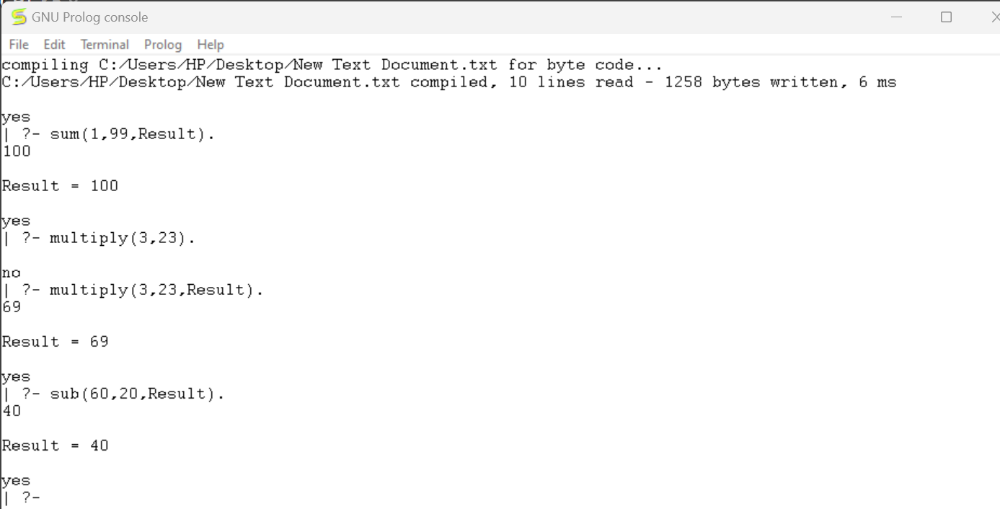 GNU Prolog console
File Edit Terminal Prolog Help
compiling C:/Users/HP/Desktop/New Text Document.txt for byte code...
C:/Users/HP/Desktop/New Text Document.txt compiled, 10 lines read - 1258 bytes written, 6 ms
yes
| ?- sum(1,99,Result).
100
Result = 100
yes
| ?- multiply(3,23).
no
| ?- multiply(3,23,Result).
69
Result = 69
yes
| ?- sub(60,20,Result).
40
Result = 40
yes
| ?-